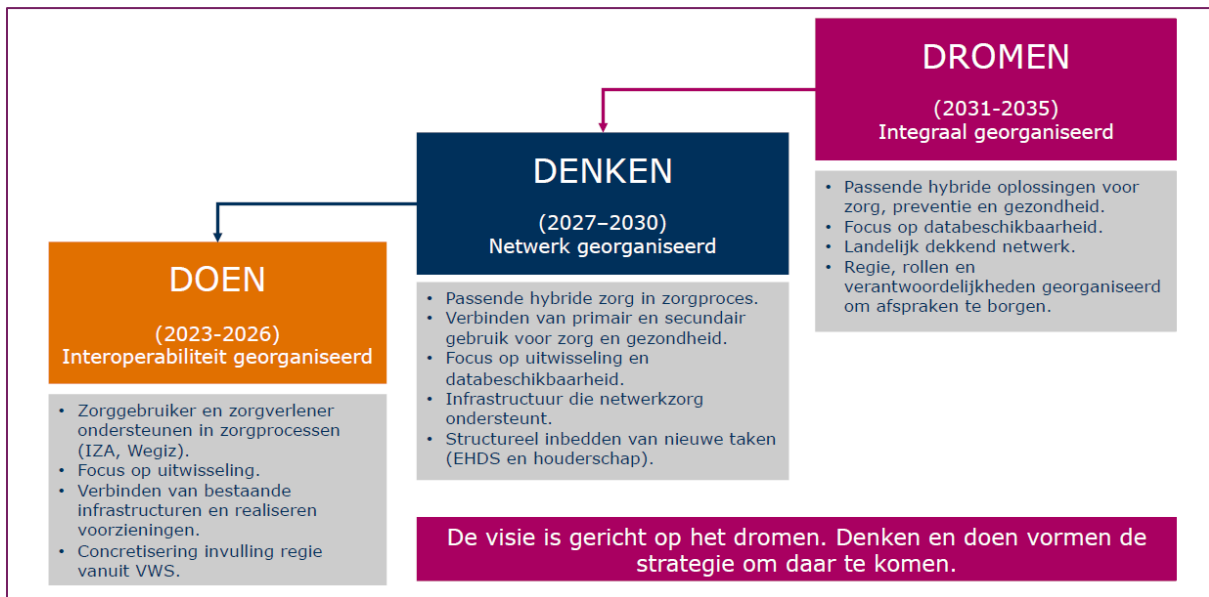 DROMEN
(2031-2035)
Integraal georganiseerd
• Passende hybride oplossingen voor
zorg, preventie en gezondheid.
• Focus op databeschikbaarheid.
• Landelijk dekkend netwerk.
• Regie, rollen en
verantwoordelijkheden georganiseerd
om afspraken te borgen.
DENKEN
(2027–2030)
Netwerk georganiseerd
• Passende hybride zorg in zorgproces.
• Verbinden van primair en secundair
gebruik voor zorg en gezondheid.
• Focus op uitwisseling en
databeschikbaarheid.
• Infrastructuur die netwerkzorg
ondersteunt.
• Structureel inbedden van nieuwe taken
(EHDS en houderschap).
DOEN
(2023-2026)
Interoperabiliteit georganiseerd
• Zorggebruiker en zorgverlener
ondersteunen in zorgprocessen
(IZA, Wegiz).
• Focus op uitwisseling.
• Verbinden van bestaande
infrastructuren en realiseren
voorzieningen.
• Concretisering invulling regie
vanuit VWS.
De visie is gericht op het dromen. Denken en doen vormen de
strategie om daar te komen.